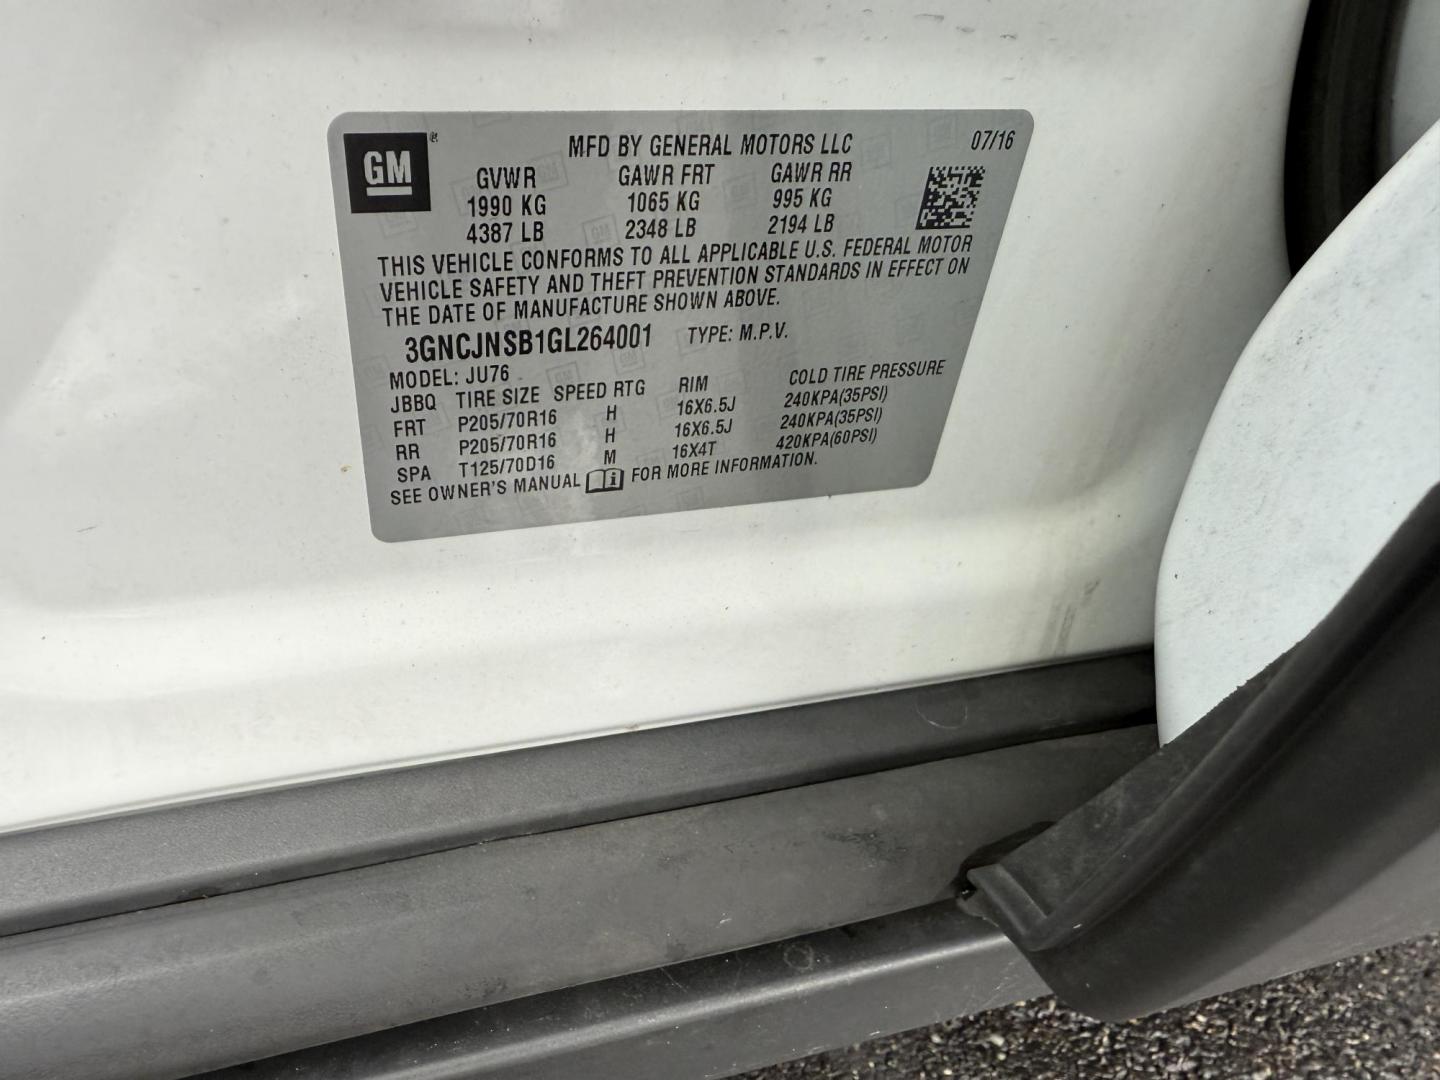 GM® MFD BY GENERAL MOTORS LLC 07/16
GVWR GAWR FRT GAWR RR
1990 KG 1065 KG 995 KG
4387 LB 2348 LB 2194 LB
THIS VEHICLE CONFORMS TO ALL APPLICABLE U.S. FEDERAL MOTOR
VEHICLE SAFETY AND THEFT PREVENTION STANDARDS IN EFFECT ON
THE DATE OF MANUFACTURE SHOWN ABOVE.
3GNCJNSB1GL264001 TYPE: M.P.V.
MODEL: JU76
JBBQ TIRE SIZE SPEED RTG RIM COLD TIRE PRESSURE
FRT P205/70R16 H 16X6.5J 240KPA(35PSI)
RR P205/70R16 H 16X6.5J 240KPA(35PSI)
SPA T125/70D16 M 16X4T 420KPA(60PSI)
SEE OWNER'S MANUAL i FOR MORE INFORMATION.